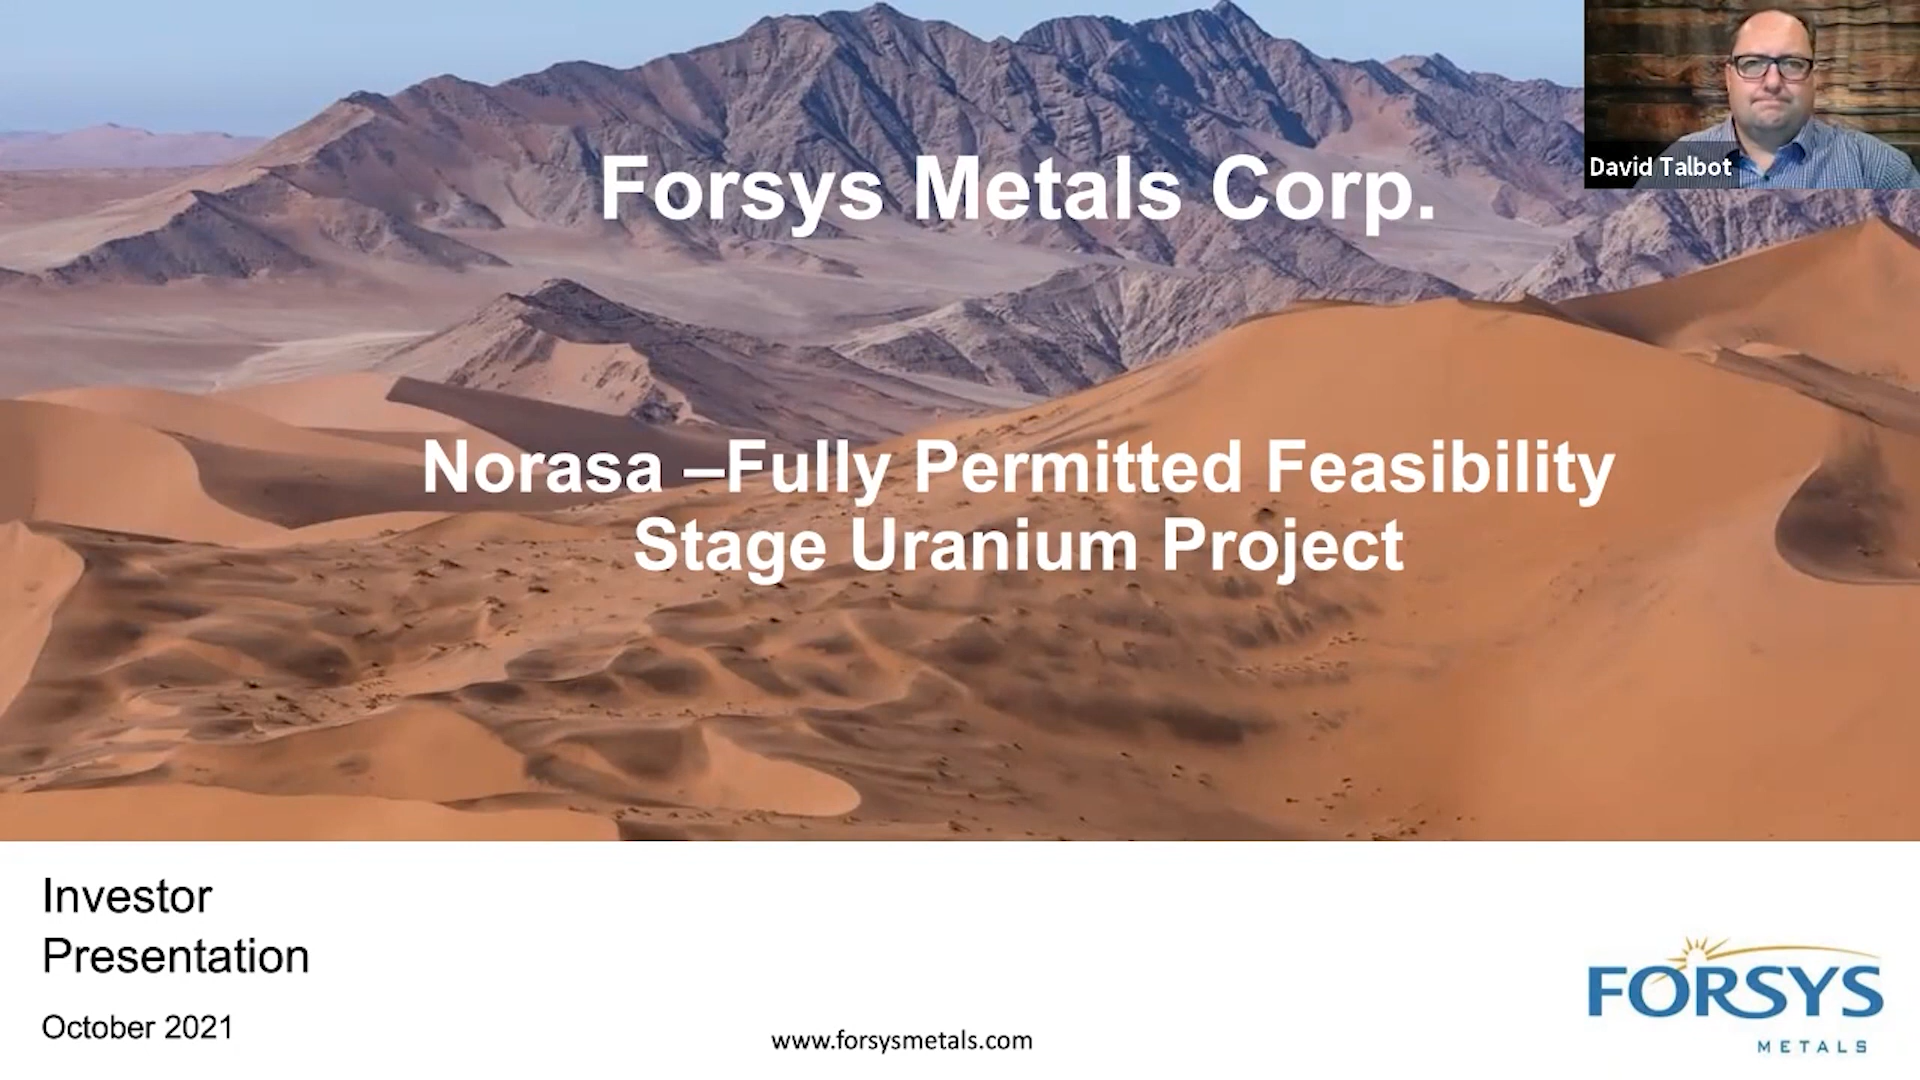 David Talbot
Forsys Metals Corp.
Norasa –Fully Permitted Feasibility
Stage Uranium Project
Investor
Presentation
October 2021
www.forsysmetals.com
FORSYS
METALS